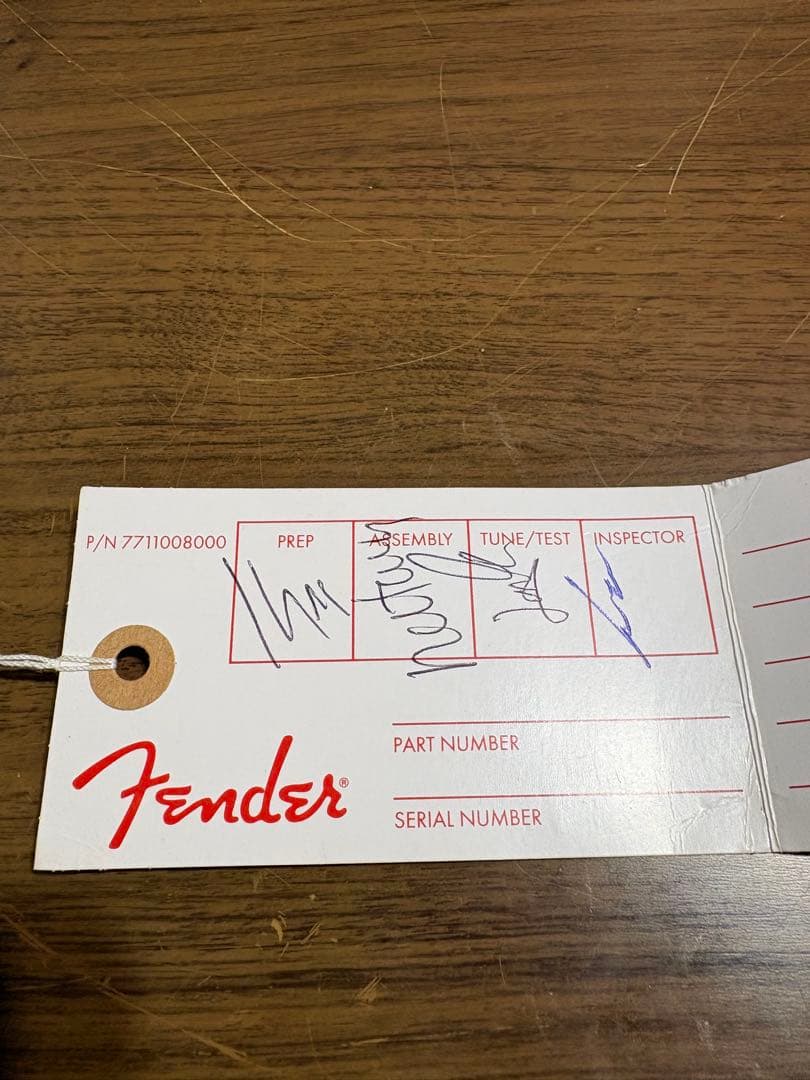 P/N 7711008000 PREP ASSEMBLY TUNE/TEST INSPECTOR
PART NUMBER
Fender®
SERIAL NUMBER